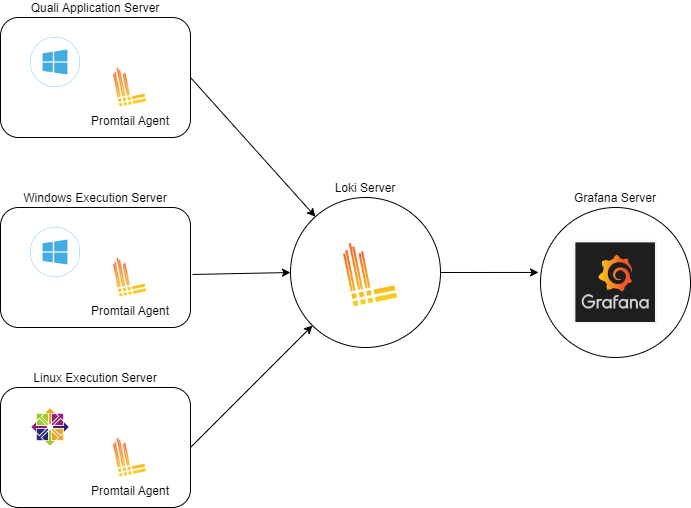 Quali Application Server
Promtail Agent
Windows Execution Server
Promtail Agent
Linux Execution Server
Promtail Agent
Loki Server
Grafana Server
Grafana